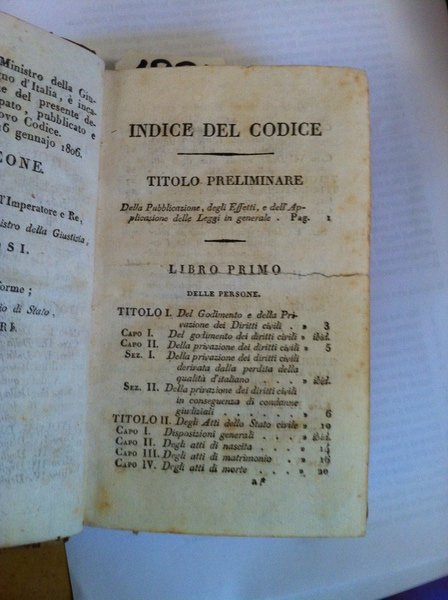 Ministro della Giu-
gno d'Italia, è inca-
e del presente de-
pato, pubblicato e
ovo Codice.
6 gennajo 1806.
EONE.
l'Imperatore e Re,
nistro della Giustizia,
SI.
forme;
io di Stato,
RI.
INDICE DEL CODICE
TITOLO PRELIMINARE
Della Pubblicazione, degli Effetti, e dell'Ap-
plicazione delle Leggi in generale . Pag. 1
LIBRO PRIMO
DELLE PERSONE.
TITOLO I. Del Godimento e della Pri-
vazione dei Diritti civili . . » 3
CAPO I. Del godimento dei diritti civili » ibid.
CAPO II. Della privazione dei diritti civili » 5
SEZ. I. Della privazione dei diritti civili
derivata dalla perdita della
qualità d'italiano . . . » ibid.
SEZ. II. Della privazione dei diritti civili
in conseguenza di condanne
giudiziali . . . . . . » 6
TITOLO II. Degli Atti dello Stato civile » 10
CAPO I. Disposizioni generali . . . » ibid.
CAPO II. Degli atti di nascita . . . » 14
CAPO III. Degli atti di matrimonio . . » 16
CAPO IV. Degli atti di morte . . . . » 20
a*